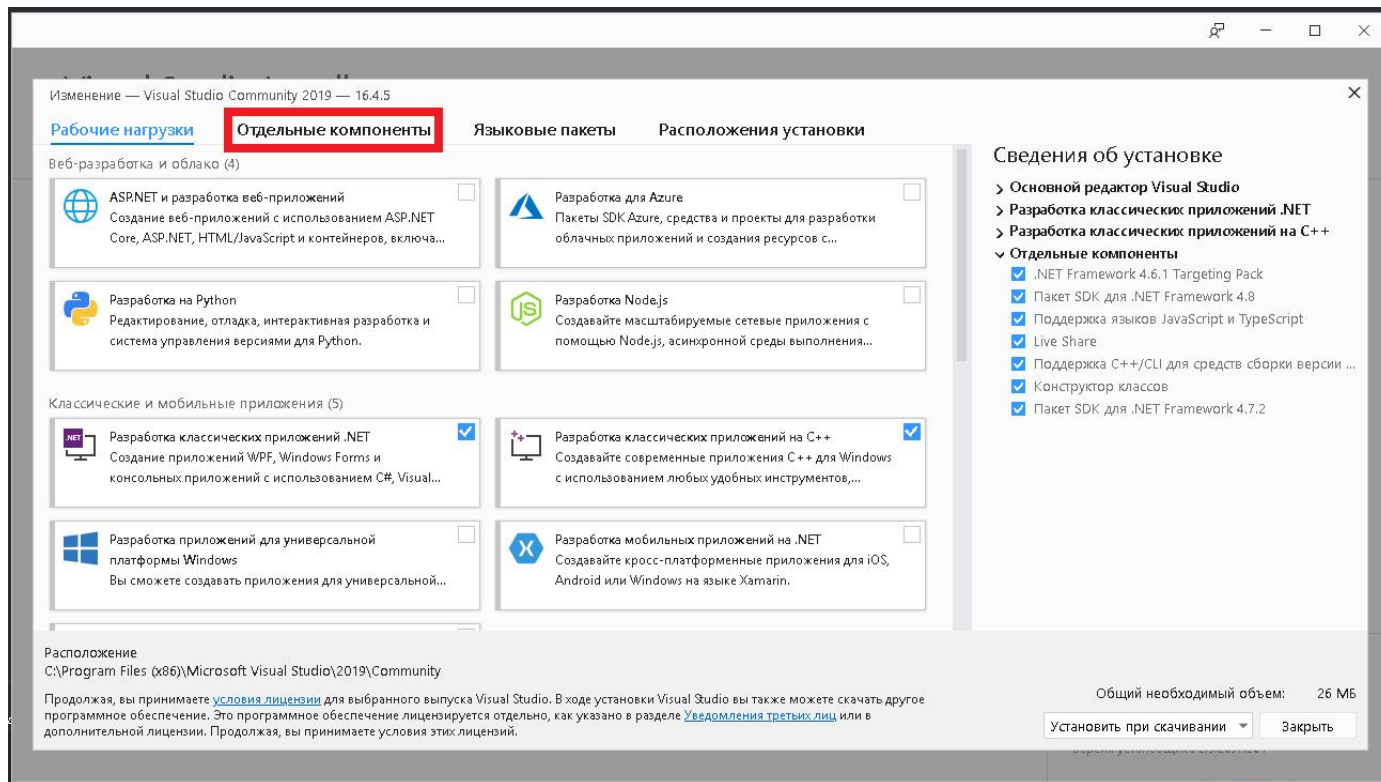 Изменение — Visual Studio Community 2019 — 16.4.5
Рабочие нагрузки Отдельные компоненты Языковые пакеты Расположения установки
Веб-разработка и облако (4)
ASP.NET и разработка веб-приложений
Создание веб-приложений с использованием ASP.NET
Core, ASP.NET, HTML/JavaScript и контейнеров, включа...
Разработка для Azure
Пакеты SDK Azure, средства и проекты для разработки
облачных приложений и создания ресурсов с...
Разработка на Python
Редактирование, отладка, интерактивная разработка и
система управления версиями для Python.
Разработка Node.js
Создавайте масштабируемые сетевые приложения с
помощью Node.js, асинхронной среды выполнения...
Классические и мобильные приложения (5)
.NET
Разработка классических приложений .NET
Создание приложений WPF, Windows Forms и
консольных приложений с использованием C#, Visual...
Разработка классических приложений на C++
Создавайте современные приложения C++ для Windows
с использованием любых удобных инструментов,...
Разработка приложений для универсальной
платформы Windows
Вы сможете создавать приложения для универсальной...
Разработка мобильных приложений на .NET
Создавайте кросс-платформенные приложения для iOS,
Android или Windows на языке Xamarin.
Сведения об установке
Основной редактор Visual Studio
Разработка классических приложений .NET
Разработка классических приложений на C++
Отдельные компоненты
.NET Framework 4.6.1 Targeting Pack
Пакет SDK для .NET Framework 4.8
Поддержка языков JavaScript и TypeScript
Live Share
Поддержка C++/CLI для средств сборки версии ...
Конструктор классов
Пакет SDK для .NET Framework 4.7.2
Расположение
C:\Program Files (x86)\Microsoft Visual Studio\2019\Community
Продолжая, вы принимаете условия лицензии для выбранного выпуска Visual Studio. В ходе установки Visual Studio вы также можете скачать другое
программное обеспечение. Это программное обеспечение лицензируется отдельно, как указано в разделе Уведомления третьих лиц или в
дополнительной лицензии. Продолжая, вы принимаете условия этих лицензий.
Общий необходимый объем: 26 МБ
Установить при скачивании Закрыть